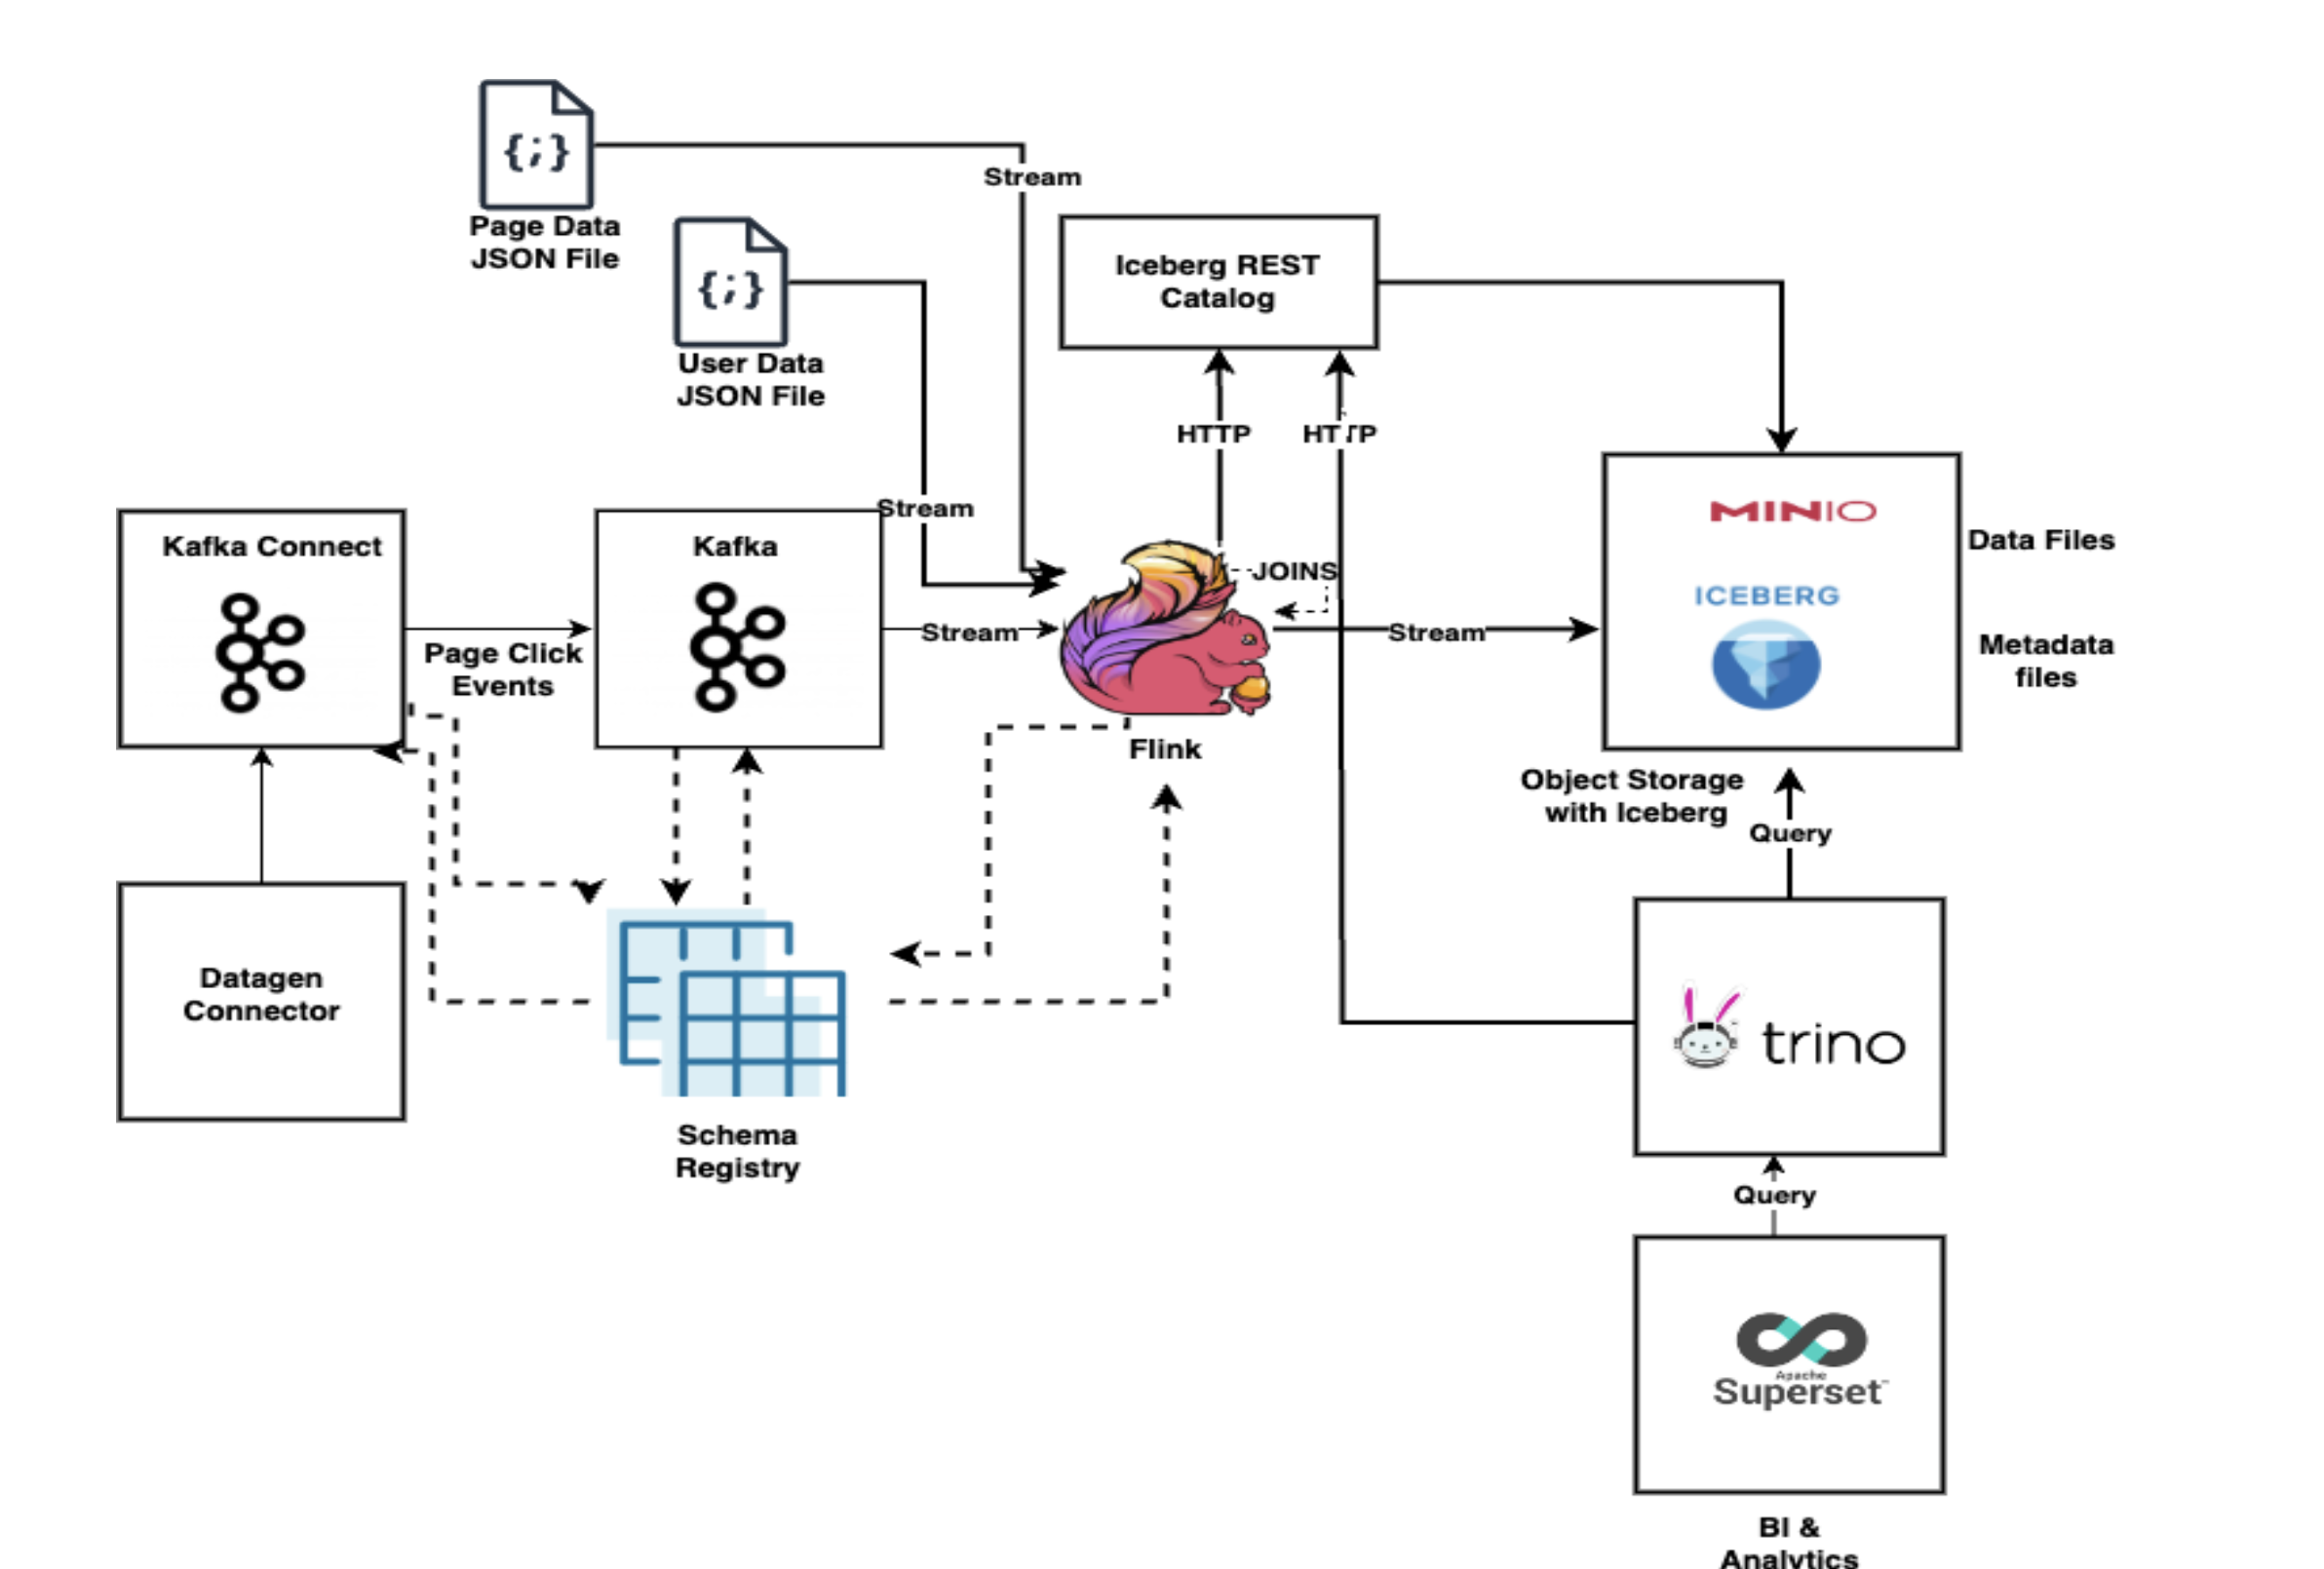 {;}
Page Data
JSON File
Stream
{;}
User Data
JSON File
Iceberg REST
Catalog
HTTP
HTTP
Stream
Kafka Connect
Kafka
JOINS
MINIO
Data Files
ICEBERG
Page Click
Events
Stream
Stream
Metadata
files
Flink
Object Storage
with Iceberg
Query
Datagen
Connector
trino
Schema
Registry
Query
Apache
Superset
BI &
Analytics